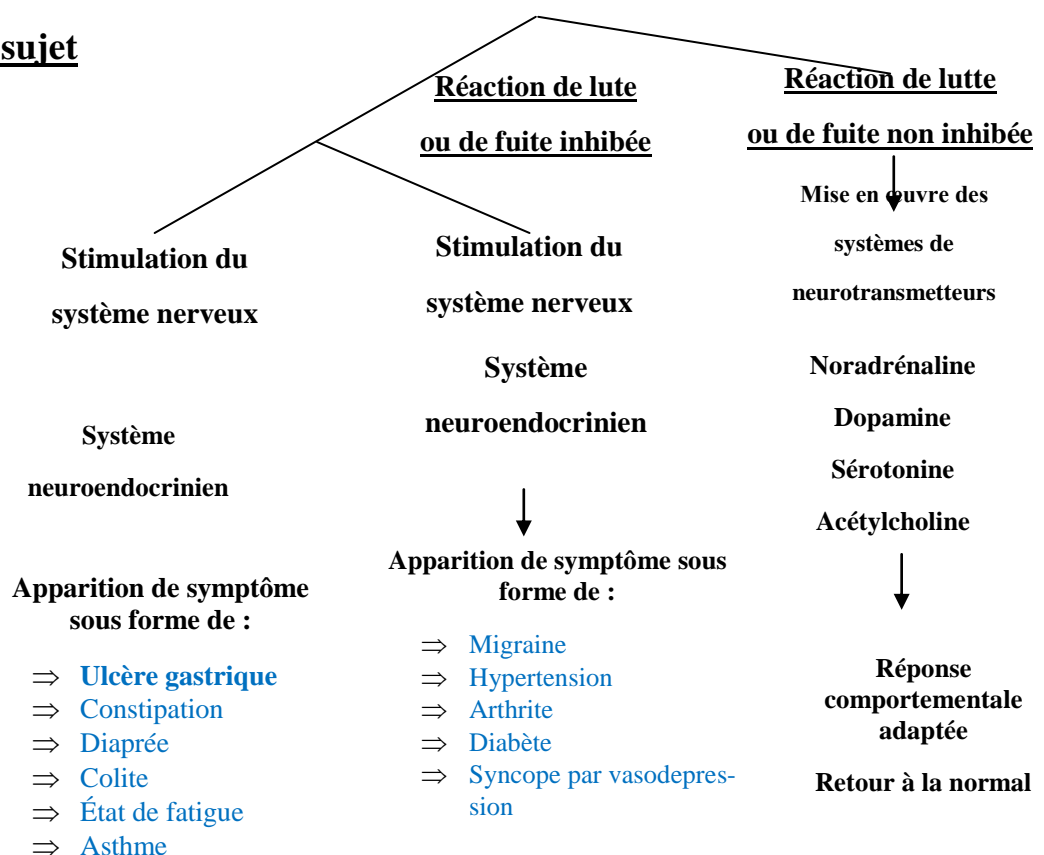 sujet
Réaction de lute
ou de fuite inhibée
Réaction de lutte
ou de fuite non inhibée
Mise en œuvre des
systèmes de
neurotransmetteurs
Stimulation du
système nerveux
Stimulation du
système nerveux
Système
neuroendocrinien
Système
neuroendocrinien
Noradrénaline
Dopamine
Sérotonine
Acétylcholine
Apparition de symptôme
sous forme de :
⇒ Ulcère gastrique
⇒ Constipation
⇒ Diaprée
⇒ Colite
⇒ État de fatigue
⇒ Asthme
Apparition de symptôme sous
forme de :
⇒ Migraine
⇒ Hypertension
⇒ Arthrite
⇒ Diabète
⇒ Syncope par vasodepres-
sion
Réponse
comportementale
adaptée
Retour à la normal